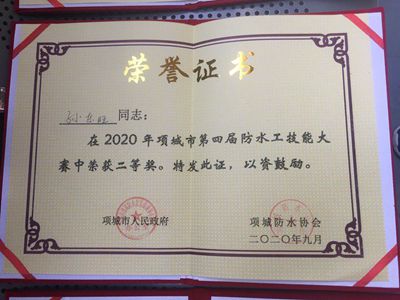 荣誉证书
孙东旺 同志：
在2020年项城市第四届防水工技能大
赛中荣获二等奖。特发此证，以资鼓励。
项城市人民政府 项城防水协会
二〇二〇年九月